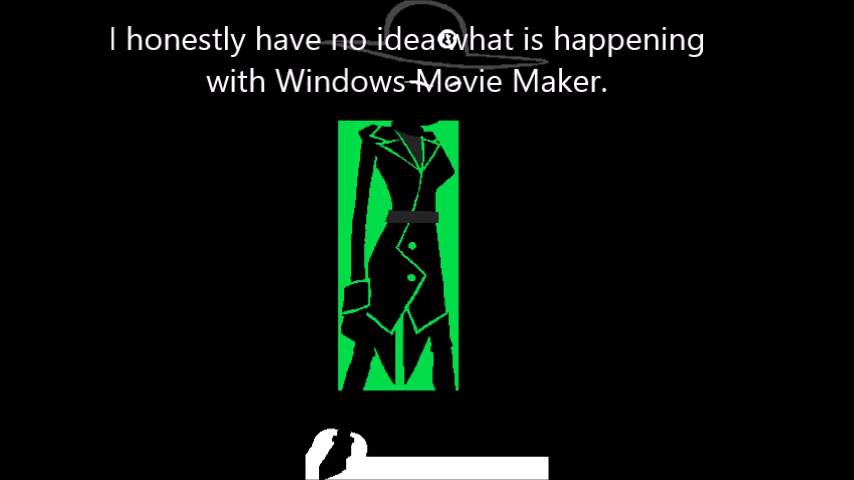 I honestly have no idea what is happening
with Windows Movie Maker.